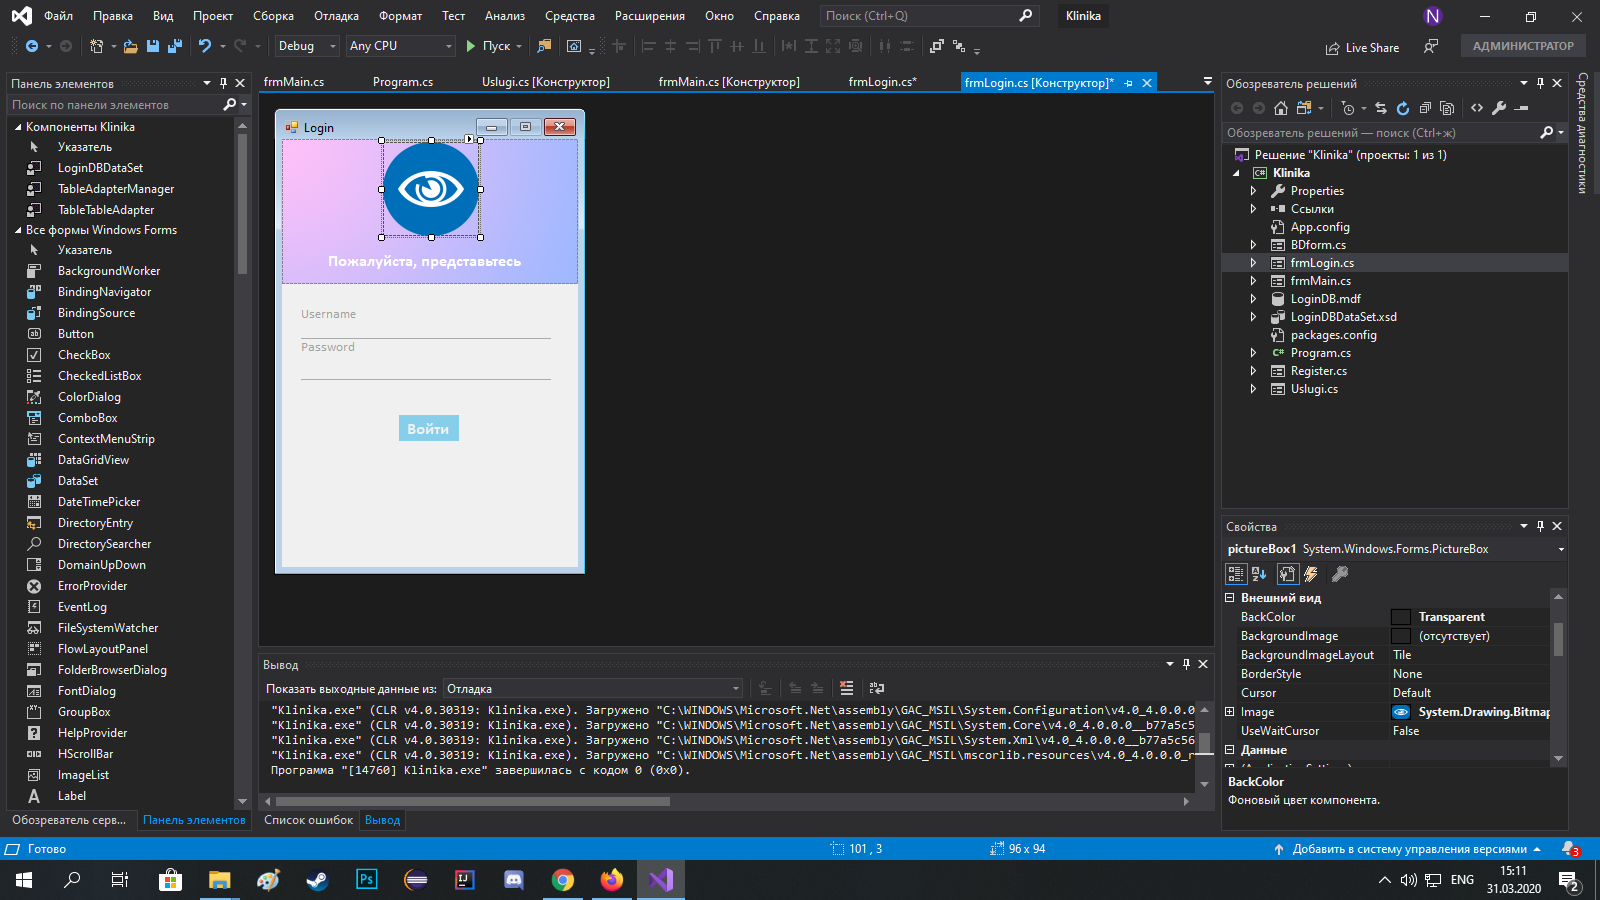 Файл Правка Вид Проект Сборка Отладка Формат Тест Анализ Средства Расширения Окно Справка Поиск (Ctrl+Q) Klinika N
Debug Any CPU Пуск Live Share АДМИНИСТРАТОР
Панель элементов
Поиск по панели элементов
Компоненты Klinika
Указатель
LoginDBDataSet
TableAdapterManager
TableTableAdapter
Все формы Windows Forms
Указатель
BackgroundWorker
BindingNavigator
BindingSource
Button
CheckBox
CheckedListBox
ColorDialog
ComboBox
ContextMenuStrip
DataGridView
DataSet
DateTimePicker
DirectoryEntry
DirectorySearcher
DomainUpDown
ErrorProvider
EventLog
FileSystemWatcher
FlowLayoutPanel
FolderBrowserDialog
FontDialog
GroupBox
HelpProvider
HScrollBar
ImageList
Label
Обозреватель серв... Панель элементов
frmMain.cs Program.cs Uslugi.cs [Конструктор] frmMain.cs [Конструктор] frmLogin.cs* frmLogin.cs [Конструктор]*
Login
Пожалуйста, представьтесь
Username
Password
Войти
Вывод
Показать выходные данные из: Отладка
"Klinika.exe" (CLR v4.0.30319: Klinika.exe). Загружено "C:\WINDOWS\Microsoft.Net\assembly\GAC_MSIL\System.Configuration\v4.0_4.0.0.0
"Klinika.exe" (CLR v4.0.30319: Klinika.exe). Загружено "C:\WINDOWS\Microsoft.Net\assembly\GAC_MSIL\System.Core\v4.0_4.0.0.0__b77a5c5
"Klinika.exe" (CLR v4.0.30319: Klinika.exe). Загружено "C:\WINDOWS\Microsoft.Net\assembly\GAC_MSIL\System.Xml\v4.0_4.0.0.0__b77a5c56
"Klinika.exe" (CLR v4.0.30319: Klinika.exe). Загружено "C:\WINDOWS\Microsoft.Net\assembly\GAC_MSIL\mscorlib.resources\v4.0_4.0.0.0_r
Программа "[14760] Klinika.exe" завершилась с кодом 0 (0x0).
Список ошибок Вывод
Обозреватель решений
Обозреватель решений — поиск (Ctrl+ж)
Решение "Klinika" (проекты: 1 из 1)
Klinika
Properties
Ссылки
App.config
BDform.cs
frmLogin.cs
frmMain.cs
LoginDB.mdf
LoginDBDataSet.xsd
packages.config
Program.cs
Register.cs
Uslugi.cs
Средства диагностики
Свойства
pictureBox1 System.Windows.Forms.PictureBox
Внешний вид
BackColor Transparent
BackgroundImage (отсутствует)
BackgroundImageLayout Tile
BorderStyle None
Cursor Default
Image System.Drawing.Bitmap
UseWaitCursor False
Данные
BackColor
Фоновый цвет компонента.
Готово 101 , 3 96 x 94 Добавить в систему управления версиями 3
Ps IJ ENG 15:11
31.03.2020 2